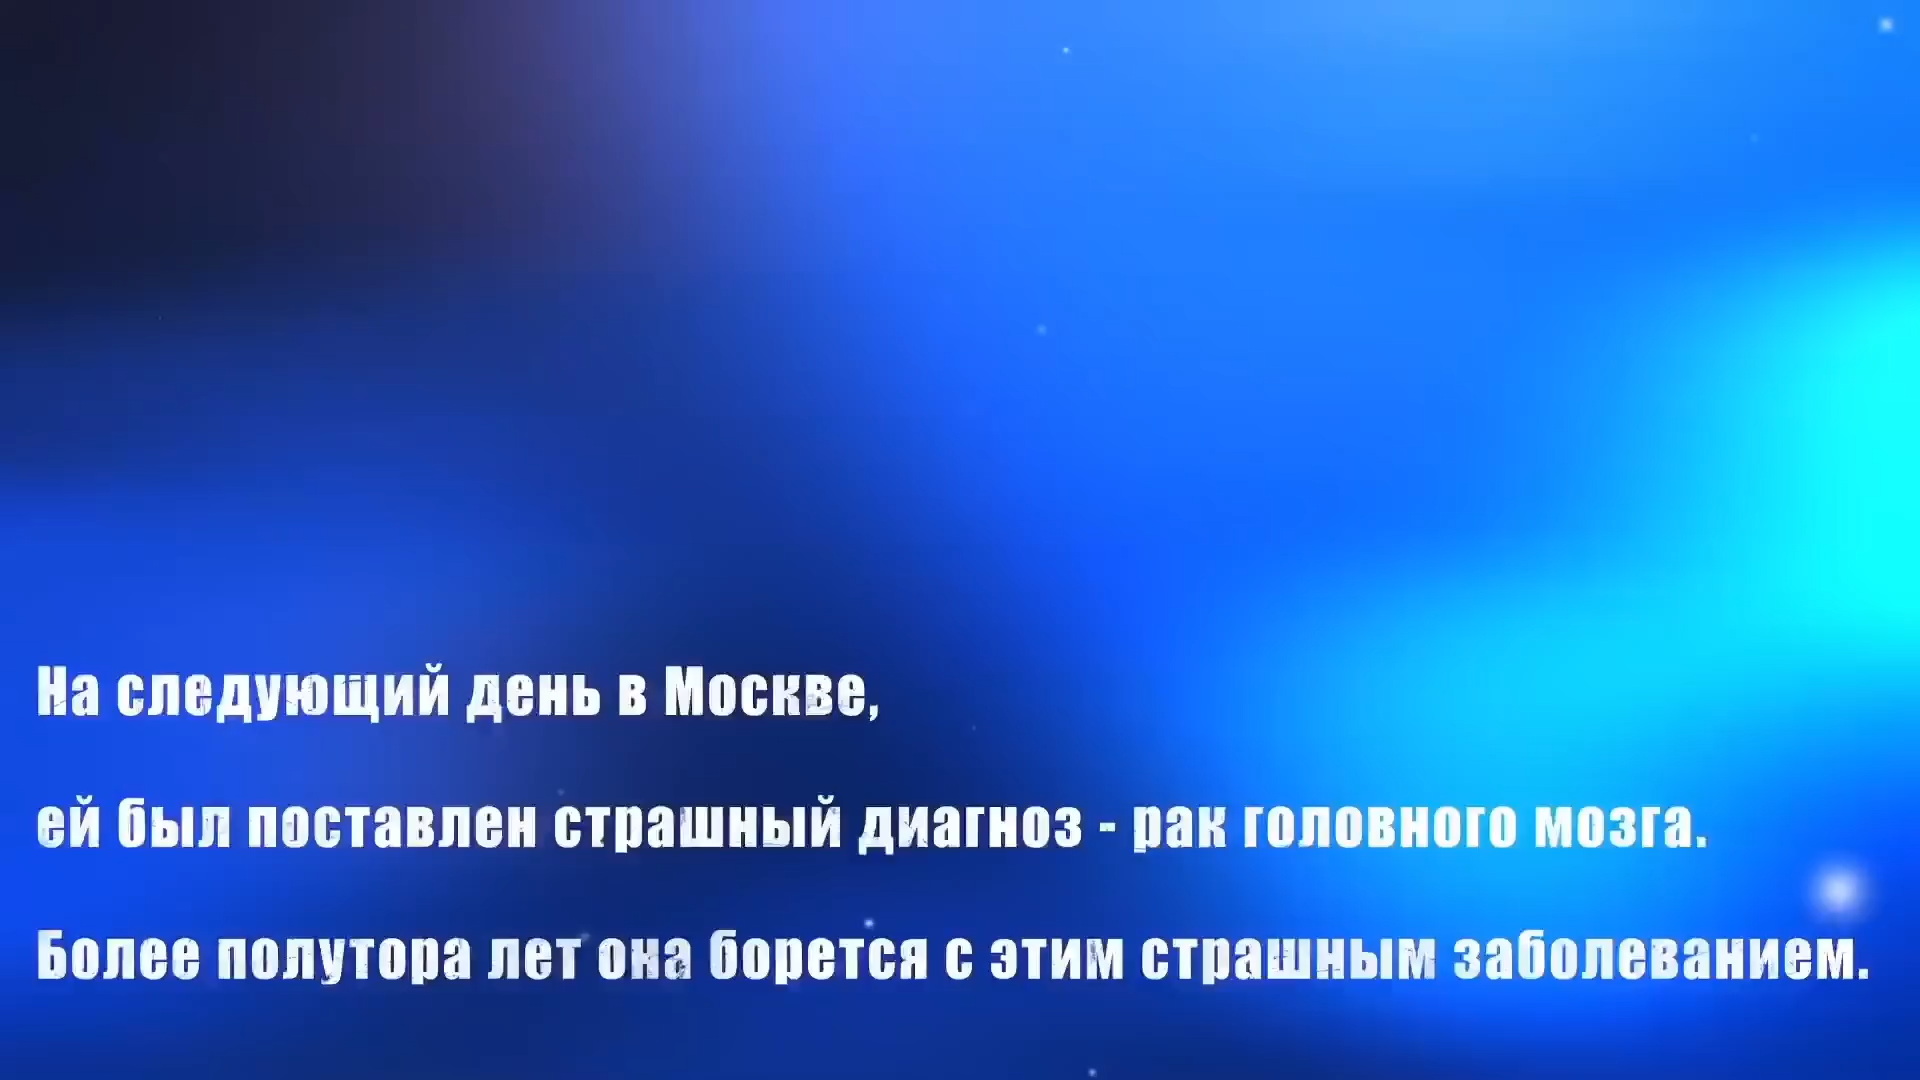 На следующий день в Москве,
ей был поставлен страшный диагноз - рак головного мозга.
Более полутора лет она борется с этим страшным заболеванием.